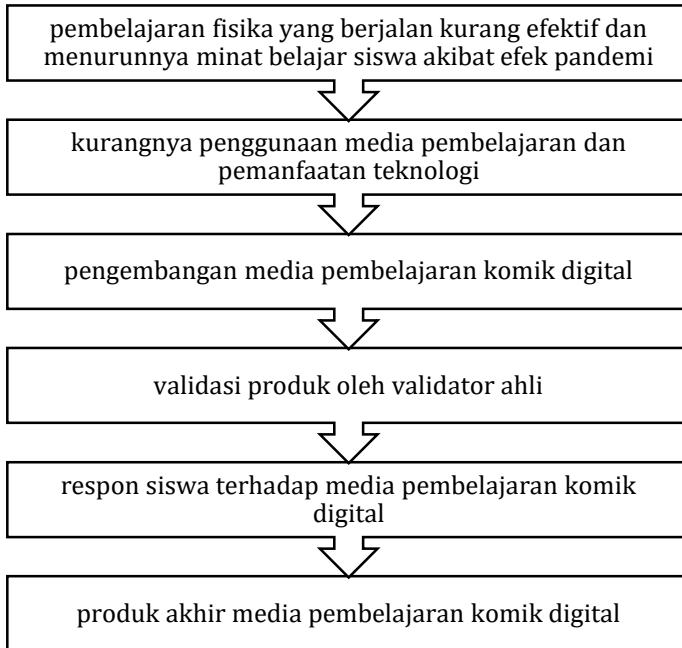 pembelajaran fisika yang berjalan kurang efektif dan
menurunnya minat belajar siswa akibat efek pandemi
kurangnya penggunaan media pembelajaran dan
pemanfaatan teknologi
pengembangan media pembelajaran komik digital
validasi produk oleh validator ahli
respon siswa terhadap media pembelajaran komik
digital
produk akhir media pembelajaran komik digital